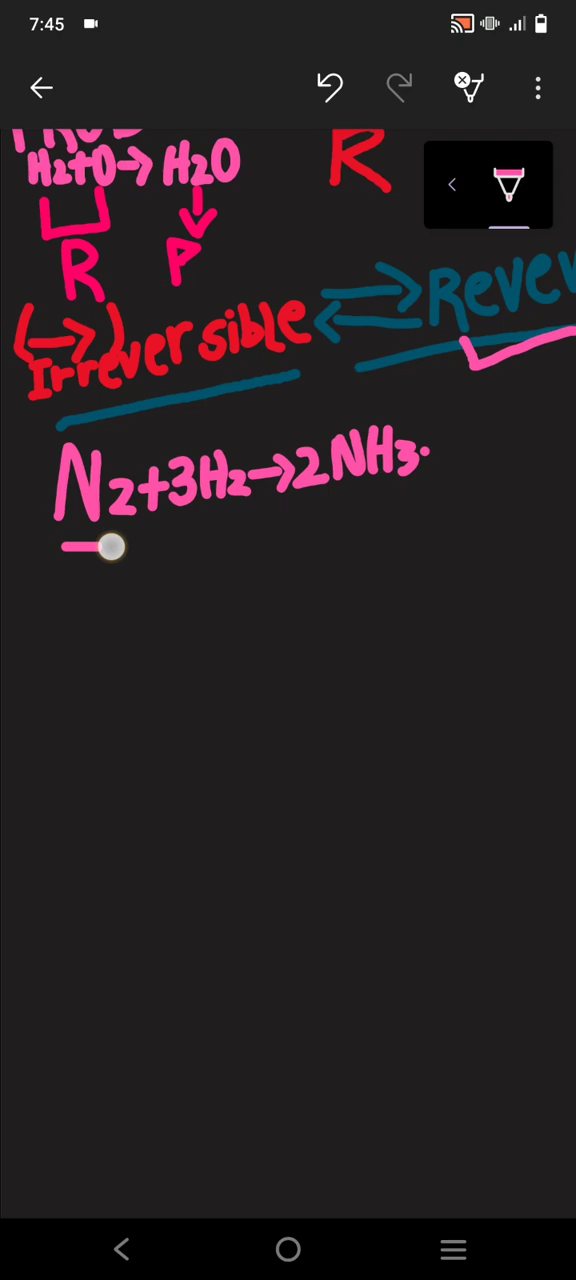 7:45
H2+O→H2O
R
R
P
(→)
⇌ Rever
Irreversible
N2+3H2→2NH3.